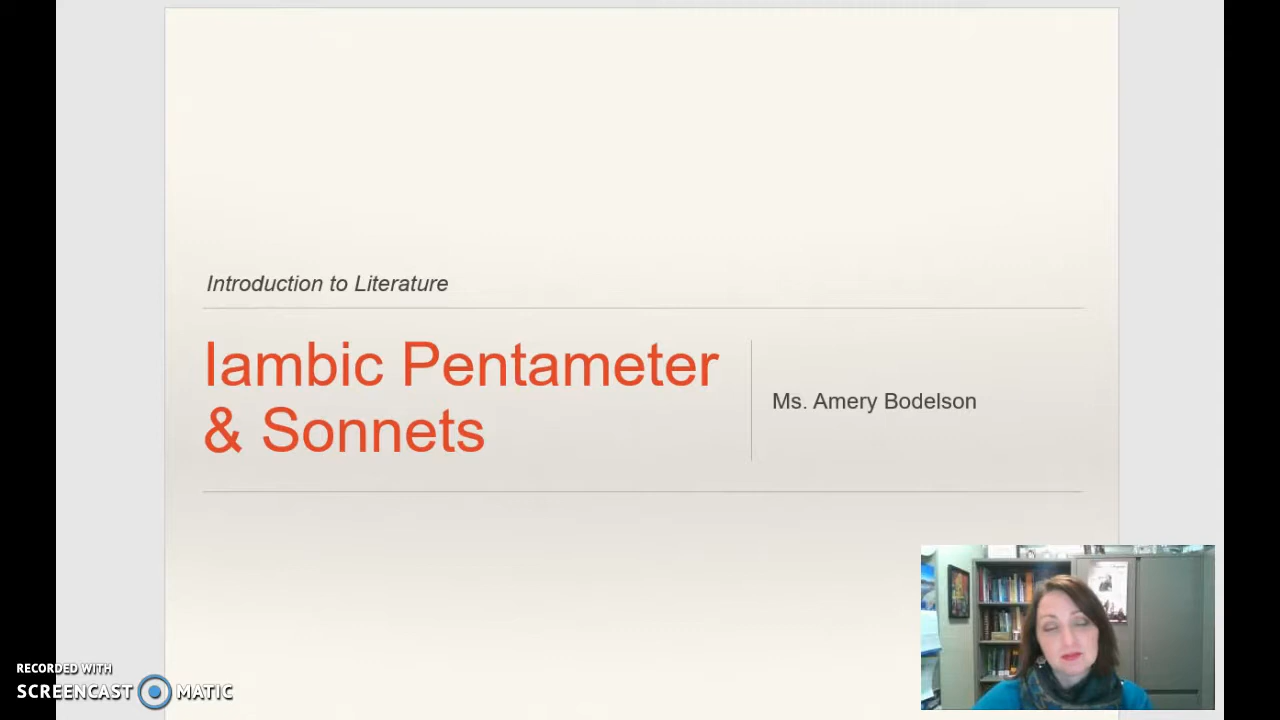 Introduction to Literature
Iambic Pentameter
& Sonnets
Ms. Amery Bodelson
RECORDED WITH
SCREENCAST MATIC